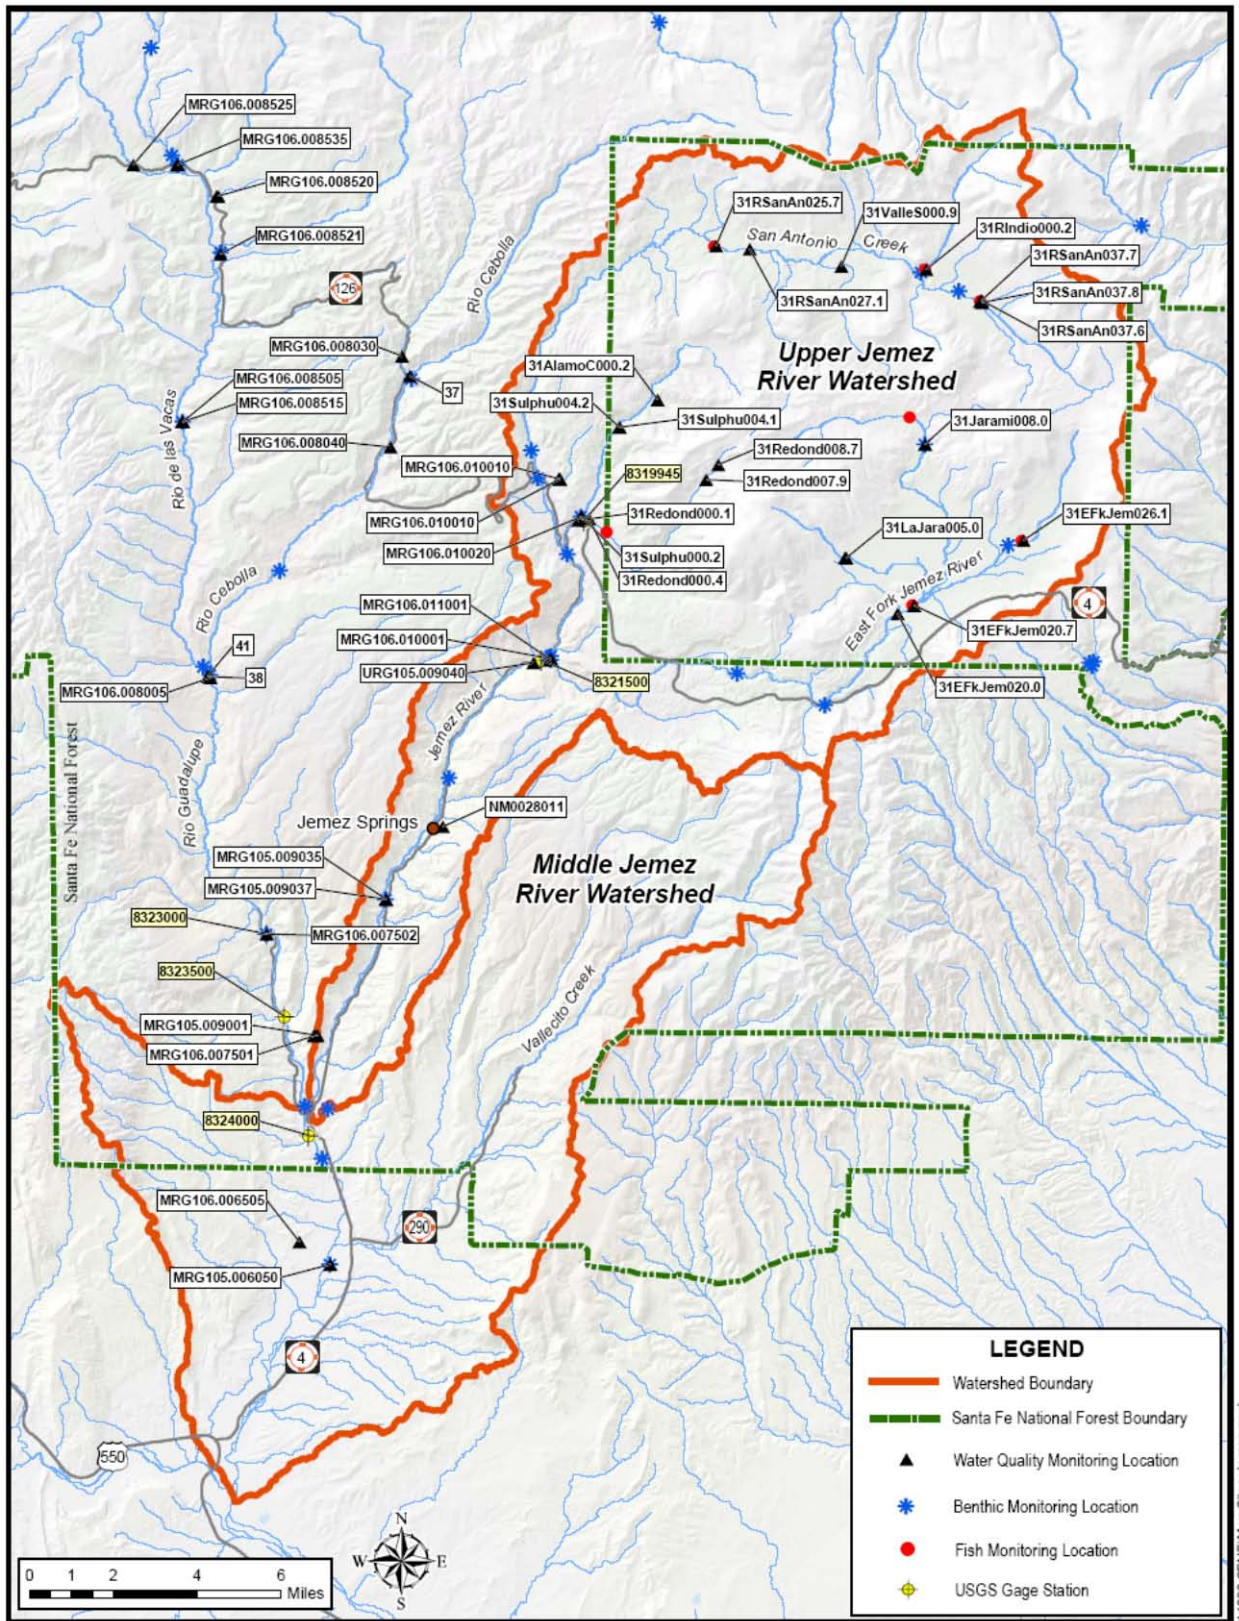 MRG106.008525
MRG106.008535
MRG106.008520
MRG106.008521
126
Rio Cebolla
31RSanAn025.7
31ValleS000.9
31RIndio000.2
San Antonio Creek
31RSanAn037.7
31RSanAn037.8
31RSanAn027.1
31RSanAn037.6
MRG106.008030
Upper Jemez
River Watershed
31AlamoC000.2
MRG106.008505
37
MRG106.008515
31Sulphu004.2
31Sulphu004.1
31Jarami008.0
Rio de las Vacas
MRG106.008040
31Redond008.7
MRG106.010010
8319945
31Redond007.9
31Redond000.1
31EFkJem026.1
MRG106.010010
31LaJara005.0
MRG106.010020
31Sulphu000.2
31Redond000.4
East Fork Jemez River
Rio Cebolla
MRG106.011001
4
31EFkJem020.7
MRG106.010001
41
URG105.009040
38
8321500
31EFkJem020.0
MRG106.008005
Santa Fe National Forest
Rio Guadalupe
Jemez River
NM0028011
Jemez Springs
MRG105.009035
Middle Jemez
River Watershed
MRG105.009037
8323000
MRG106.007502
8323500
Vallecito Creek
MRG105.009001
MRG106.007501
8324000
MRG106.006505
290
MRG105.006050
4
550
LEGEND
Watershed Boundary
Santa Fe National Forest Boundary
Water Quality Monitoring Location
Benthic Monitoring Location
Fish Monitoring Location
USGS Gage Station
N
W E
S
0 1 2 4 6
Miles